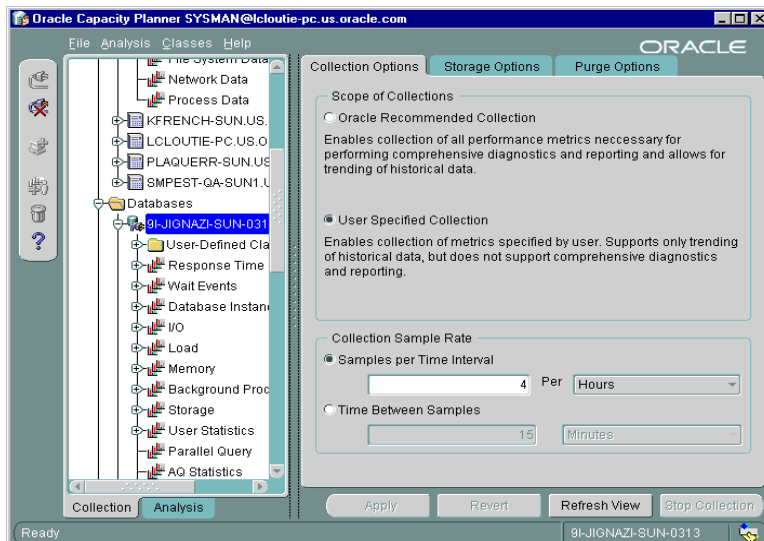 Oracle Capacity Planner SYSMAN@lcloutie-pc.us.oracle.com
File Analysis Classes Help
ORACLE
File System Data
Network Data
Process Data
KFRENCH-SUN.US.
LCLOUTIE-PC.US.O
PLAQUERR-SUN.US
SMPEST-QA-SUN1.U
Databases
9I-JIGNAZI-SUN-031
User-Defined Cla
Response Time
Wait Events
Database Instan
I/O
Load
Memory
Background Proc
Storage
User Statistics
Parallel Query
AQ Statistics
Collection Analysis
Collection Options Storage Options Purge Options
Scope of Collections
Oracle Recommended Collection
Enables collection of all performance metrics neccessary for
performing comprehensive diagnostics and reporting and allows for
trending of historical data.
User Specified Collection
Enables collection of metrics specified by user. Supports only trending
of historical data, but does not support comprehensive diagnostics
and reporting.
Collection Sample Rate
Samples per Time Interval
4 Per Hours
Time Between Samples
15 Minutes
Apply Revert Refresh View Stop Collection
Ready 9I-JIGNAZI-SUN-0313